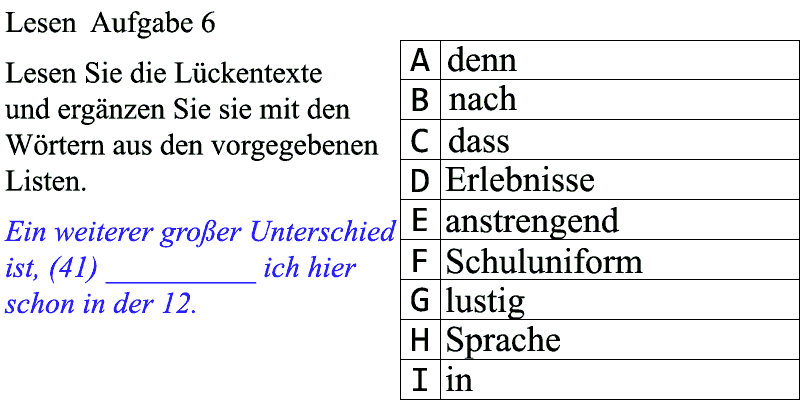 Lesen Aufgabe 6
Lesen Sie die Lückentexte
und ergänzen Sie sie mit den
Wörtern aus den vorgegebenen
Listen.
Ein weiterer großer Unterschied
ist, (41) __________ ich hier
schon in der 12.
A denn
B nach
C dass
D Erlebnisse
E anstrengend
F Schuluniform
G lustig
H Sprache
I in